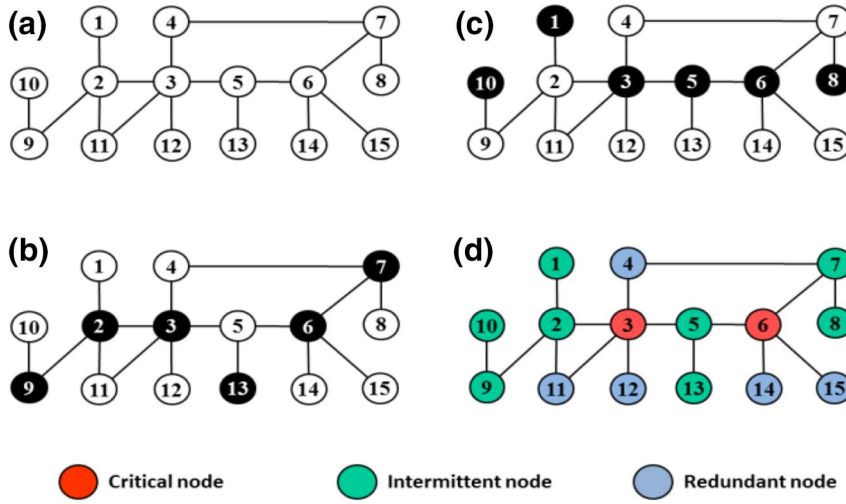 (a) 1 4 7
10 2 3 5 6 8
9 11 12 13 14 15
(c) 1 4 7
10 2 3 5 6 8
9 11 12 13 14 15
(b) 1 4 7
10 2 3 5 6 8
9 11 12 13 14 15
(d) 1 4 7
10 2 3 5 6 8
9 11 12 13 14 15
Critical node
Intermittent node
Redundant node